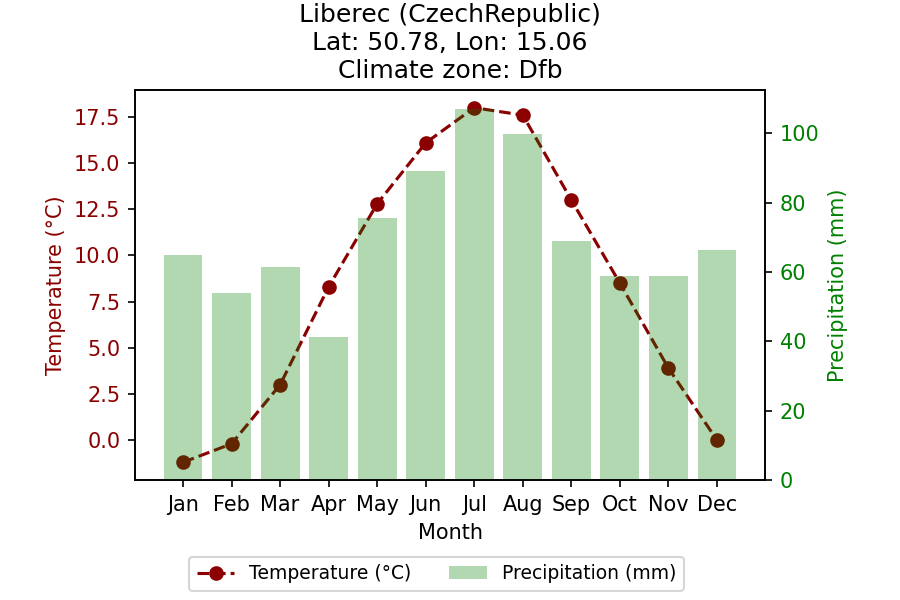 Liberec (CzechRepublic)
Lat: 50.78, Lon: 15.06
Climate zone: Dfb
Temperature (°C)
17.5
15.0
12.5
10.0
7.5
5.0
2.5
0.0
Precipitation (mm)
100
80
60
40
20
0
Jan Feb Mar Apr May Jun Jul Aug Sep Oct Nov Dec
Month
Temperature (°C) Precipitation (mm)